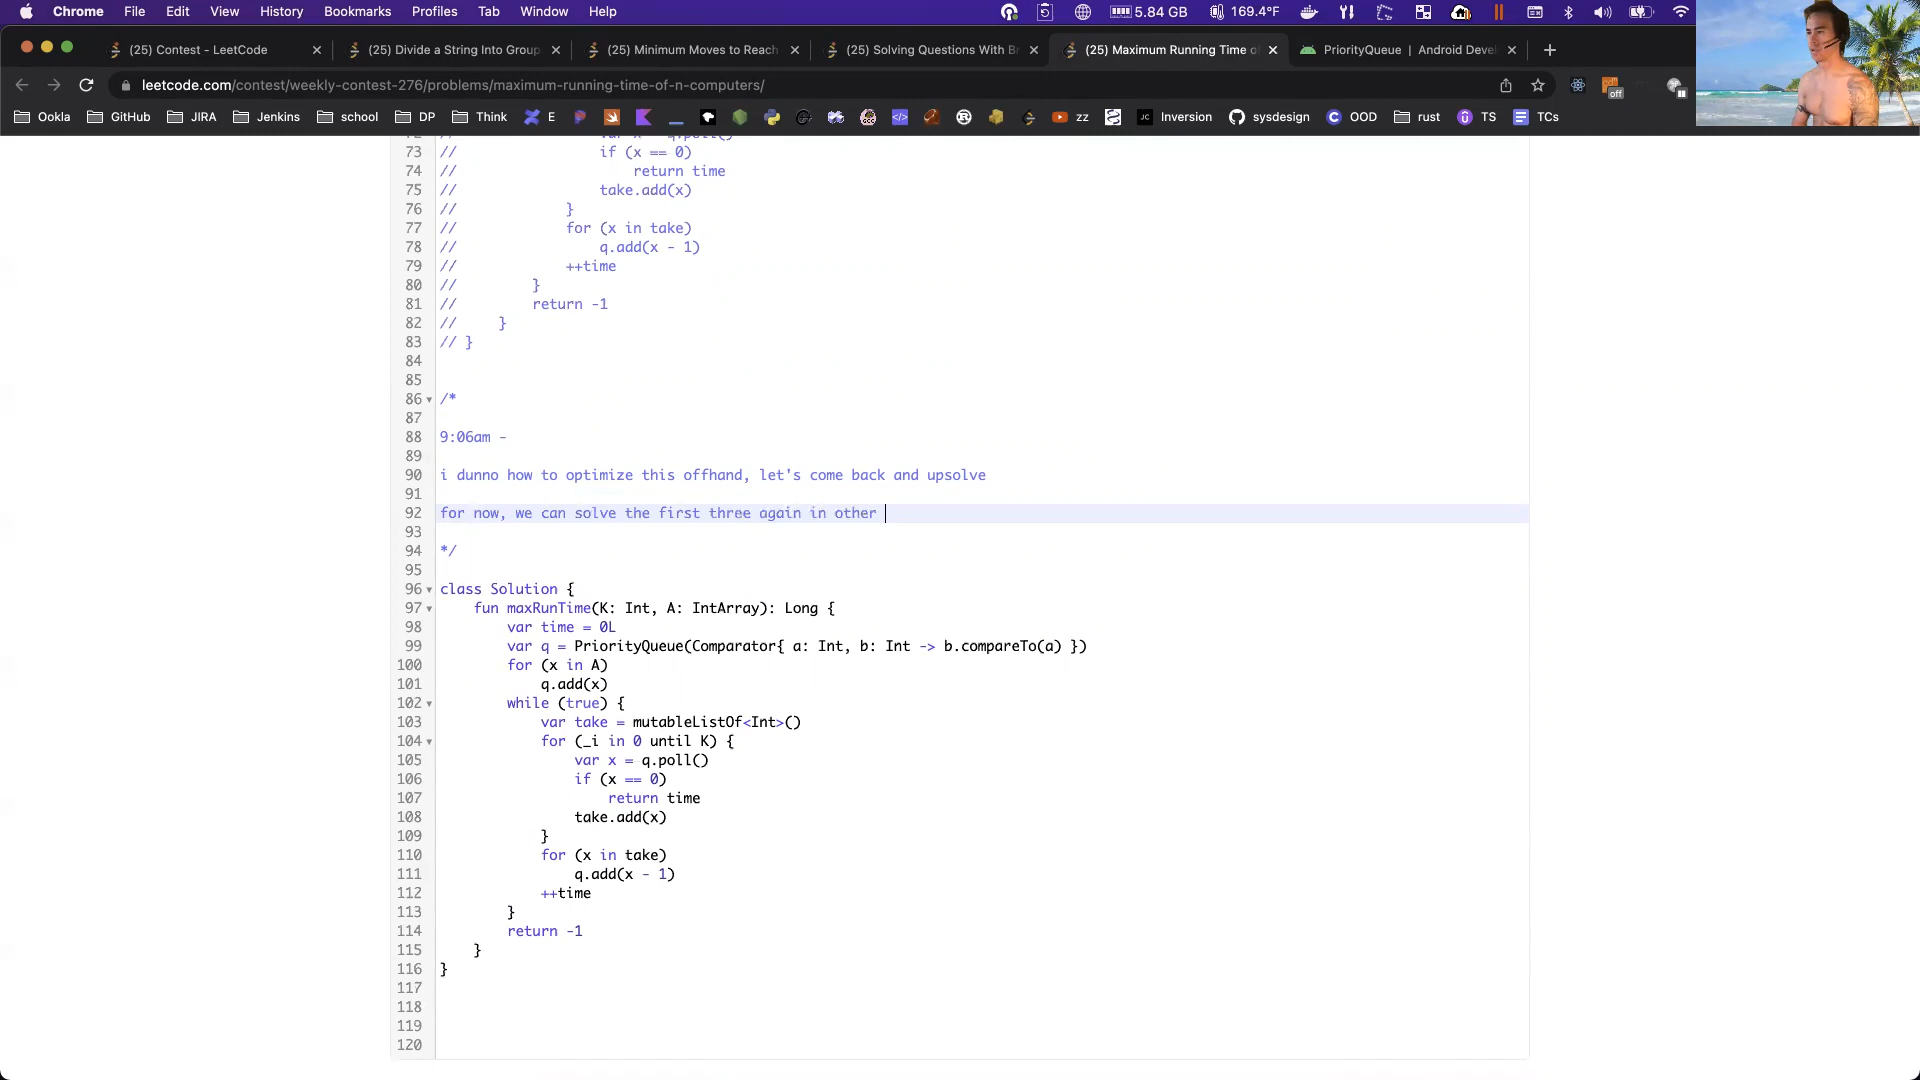 Chrome File Edit View History Bookmarks Profiles Tab Window Help 5.84 GB 169.4°F
(25) Contest - LeetCode (25) Divide a String Into Group (25) Minimum Moves to Reach (25) Solving Questions With Br (25) Maximum Running Time o PriorityQueue | Android Deve
leetcode.com/contest/weekly-contest-276/problems/maximum-running-time-of-n-computers/ off
Ookla GitHub JIRA Jenkins school DP Think E zz JC Inversion sysdesign OOD rust TS TCs
73 // if (x == 0)
74 // return time
75 // take.add(x)
76 // }
77 // for (x in take)
78 // q.add(x - 1)
79 // ++time
80 // }
81 // return -1
82 // }
83 // }
84
85
86 /*
87
88 9:06am -
89
90 i dunno how to optimize this offhand, let's come back and upsolve
91
92 for now, we can solve the first three again in other
93
94 */
95
96 class Solution {
97 fun maxRunTime(K: Int, A: IntArray): Long {
98 var time = 0L
99 var q = PriorityQueue(Comparator{ a: Int, b: Int -> b.compareTo(a) })
100 for (x in A)
101 q.add(x)
102 while (true) {
103 var take = mutableListOf<Int>()
104 for (_i in 0 until K) {
105 var x = q.poll()
106 if (x == 0)
107 return time
108 take.add(x)
109 }
110 for (x in take)
111 q.add(x - 1)
112 ++time
113 }
114 return -1
115 }
116 }
117
118
119
120